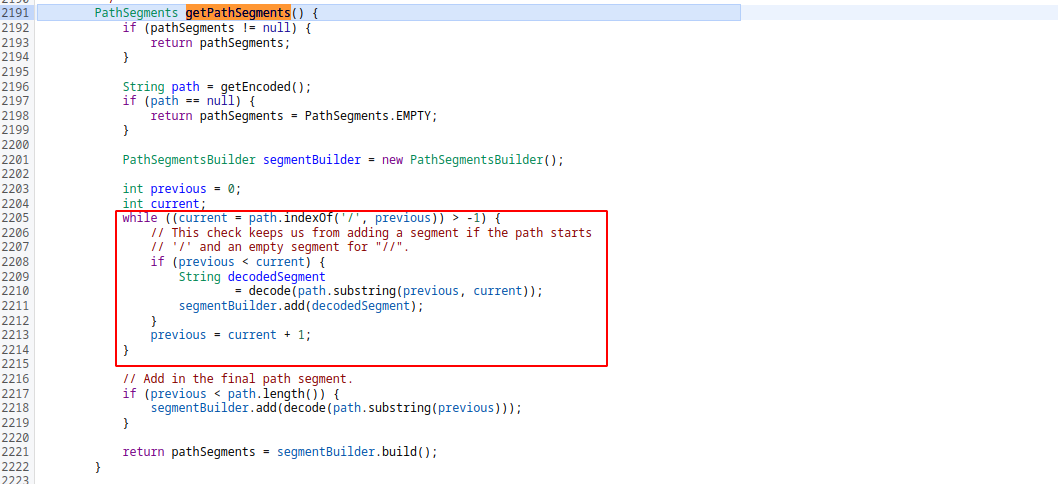 2191 PathSegments getPathSegments() {
2192 if (pathSegments != null) {
2193 return pathSegments;
2194 }
2195
2196 String path = getEncoded();
2197 if (path == null) {
2198 return pathSegments = PathSegments.EMPTY;
2199 }
2200
2201 PathSegmentsBuilder segmentBuilder = new PathSegmentsBuilder();
2202
2203 int previous = 0;
2204 int current;
2205 while ((current = path.indexOf('/', previous)) > -1) {
2206 // This check keeps us from adding a segment if the path starts
2207 // '/' and an empty segment for "//".
2208 if (previous < current) {
2209 String decodedSegment
2210 = decode(path.substring(previous, current));
2211 segmentBuilder.add(decodedSegment);
2212 }
2213 previous = current + 1;
2214 }
2215
2216 // Add in the final path segment.
2217 if (previous < path.length()) {
2218 segmentBuilder.add(decode(path.substring(previous)));
2219 }
2220
2221 return pathSegments = segmentBuilder.build();
2222 }
2223